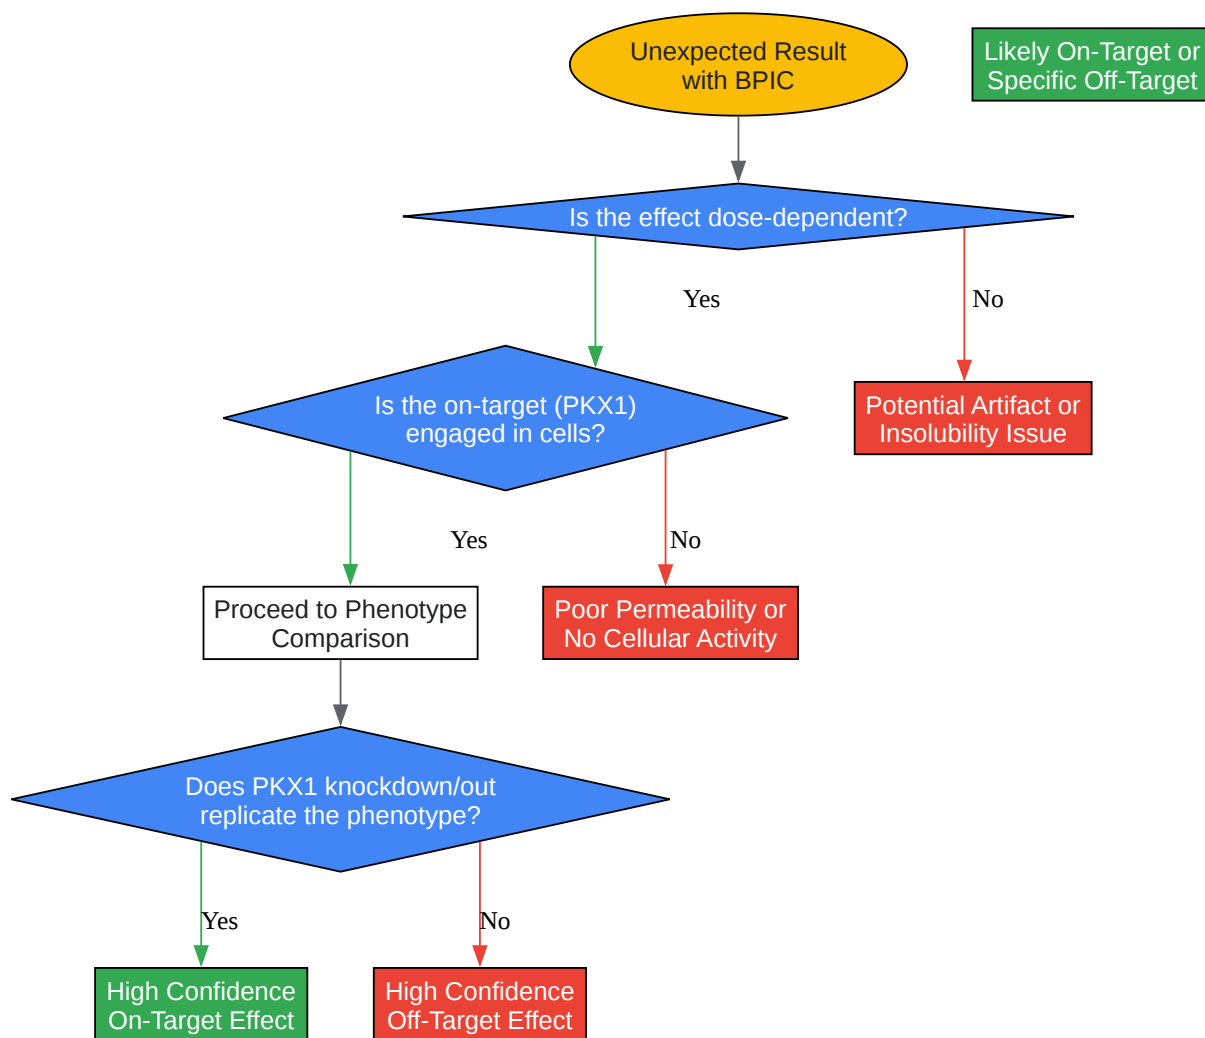 Unexpected Result
with BPIC
Likely On-Target or
Specific Off-Target
Is the effect dose-dependent?
Yes
No
Is the on-target (PKX1)
engaged in cells?
Potential Artifact or
Insolubility Issue
Yes
No
Proceed to Phenotype
Comparison
Poor Permeability or
No Cellular Activity
Does PKX1 knockdown/out
replicate the phenotype?
Yes
No
High Confidence
On-Target Effect
High Confidence
Off-Target Effect